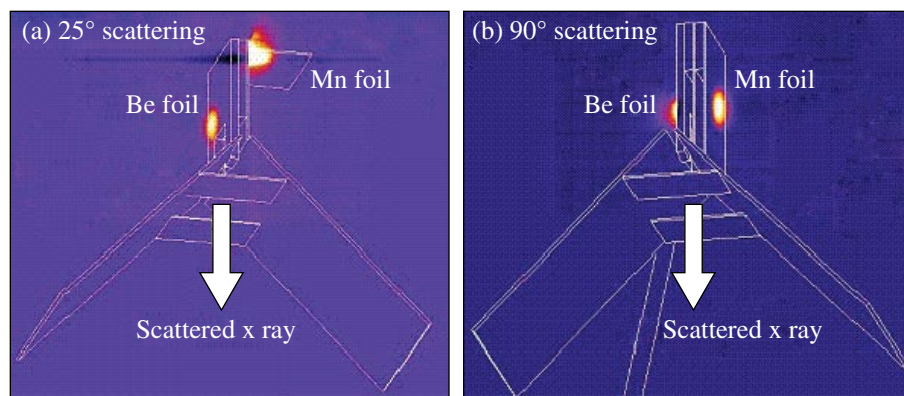 (a) 25° scattering
Mn foil
Be foil
Scattered x ray
(b) 90° scattering
Mn foil
Be foil
Scattered x ray